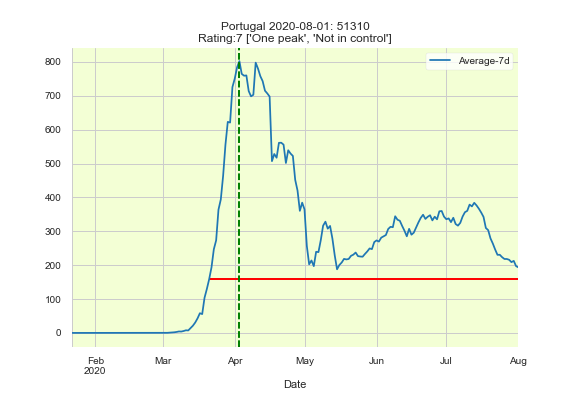 Portugal 2020-08-01: 51310
Rating:7 ['One peak', 'Not in control']
Average-7d
800
700
600
500
400
300
200
100
0
Feb
2020
Mar
Apr
May
Jun
Jul
Aug
Date